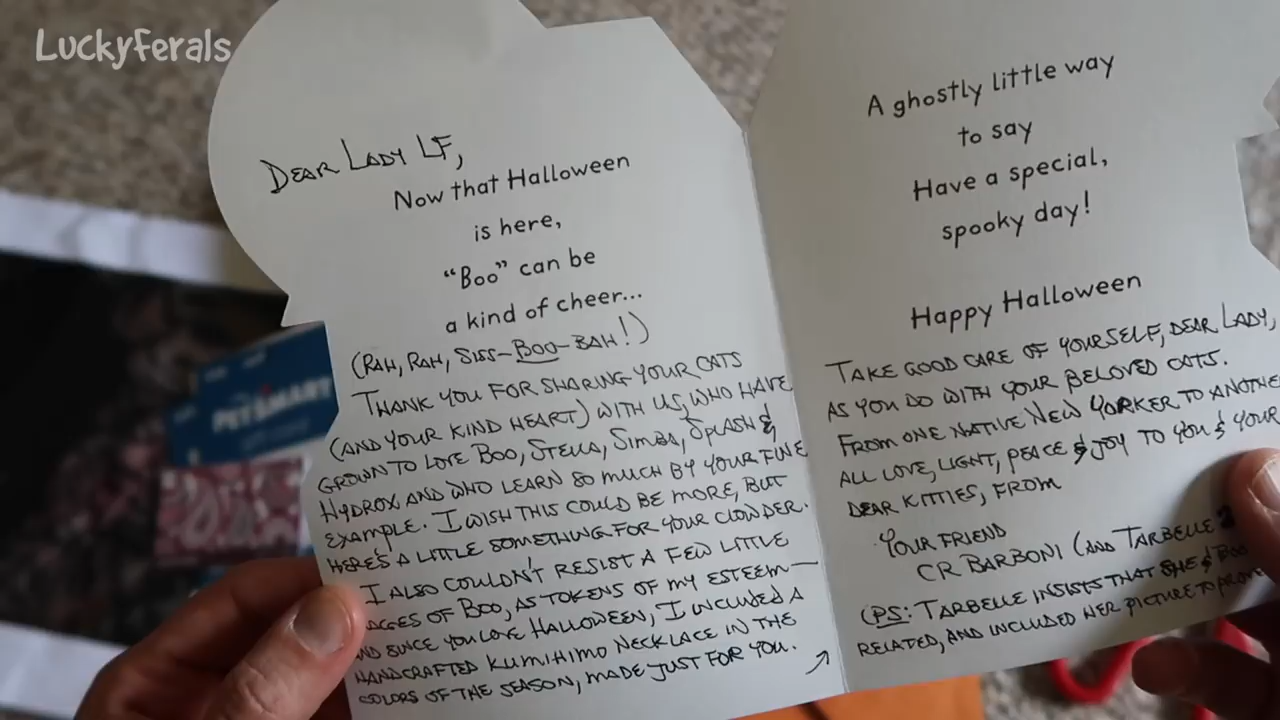 LuckyFerals
DEAR LADY LF,
Now that Halloween
is here,
"Boo" can be
a kind of cheer...
(RAH, RAH, SISS-BOO-BAH!)
THANK YOU FOR SHARING YOUR CATS
(AND YOUR KIND HEART) WITH US, WHO HAVE
GROWN TO LOVE BOO, STELLA, SIMBA, SPLASH &
HYDROX AND WHO LEARN SO MUCH BY YOUR FINE
EXAMPLE. I WISH THIS COULD BE MORE, BUT
HERE'S A LITTLE SOMETHING FOR YOUR CLOWDER.
I ALSO COULDN'T RESIST A FEW LITTLE
AGES OF BOO, AS TOKENS OF MY ESTEEM—
ND SINCE YOU LOVE HALLOWEEN, I INCLUDED A
HANDCRAFTED KUMIHIMO NECKLACE IN THE
COLORS OF THE SEASON, MADE JUST FOR YOU.
A ghostly little way
to say
Have a special,
spooky day!
Happy Halloween
TAKE GOOD CARE OF YOURSELF, DEAR LADY,
AS YOU DO WITH YOUR BELOVED CATS.
FROM ONE NATIVE NEW YORKER TO ANOTHE
ALL LOVE, LIGHT, PEACE & JOY TO YOU & YOUR
DEAR KITTIES, FROM
YOUR FRIEND
CR BARBONI (AND TARBELLE
(PS: TARBELLE INSISTS THAT SHE & BOO
RELATED, AND INCLUDED HER PICTURE TO PROV
PETSMART